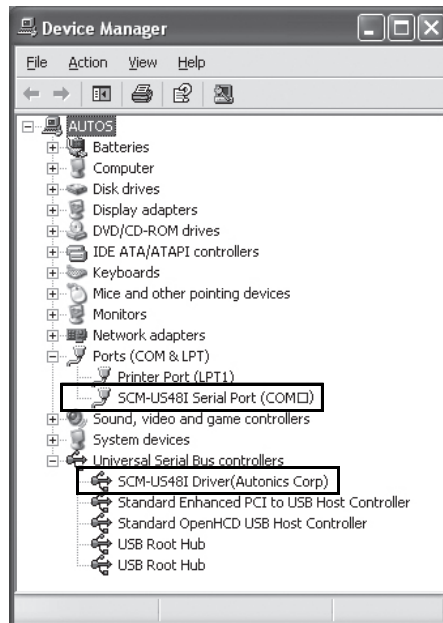 Device Manager
File Action View Help
AUTOS
Batteries
Computer
Disk drives
Display adapters
DVD/CD-ROM drives
IDE ATA/ATAPI controllers
Keyboards
Mice and other pointing devices
Monitors
Network adapters
Ports (COM & LPT)
Printer Port (LPT1)
SCM-US48I Serial Port (COM□)
Sound, video and game controllers
System devices
Universal Serial Bus controllers
SCM-US48I Driver(Autonics Corp)
Standard Enhanced PCI to USB Host Controller
Standard OpenHCD USB Host Controller
USB Root Hub
USB Root Hub